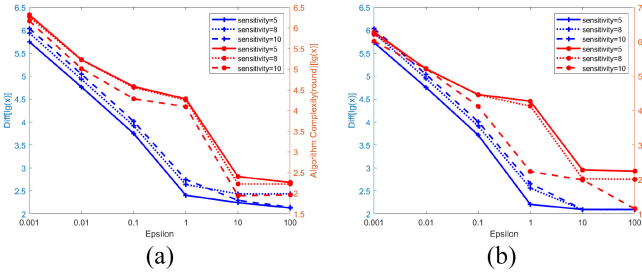 6.5
6
5.5
5
4.5
4
3.5
3
2.5
2
Diff[lg(x)]
0.001
0.01
0.1
1
10
100
Epsilon
sensitivity=5
sensitivity=8
sensitivity=10
sensitivity=5
sensitivity=8
sensitivity=10
6.5
6
5.5
5
4.5
4
3.5
3
2.5
2
1.5
Algorithm Complexity(round)[lg(x)]
(a)
6.5
6
5.5
5
4.5
4
3.5
3
2.5
2
Diff[lg(x)]
0.001
0.01
0.1
1
10
100
Epsilon
sensitivity=5
sensitivity=8
sensitivity=10
sensitivity=5
sensitivity=8
sensitivity=10
7
6
5
4
3
2
1
(b)